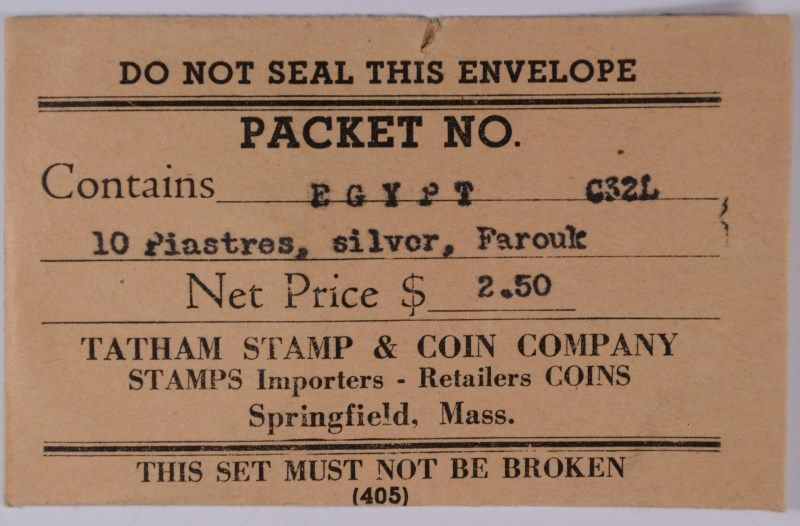 DO NOT SEAL THIS ENVELOPE
PACKET NO.
Contains EGYPT C32L
10 Piastres, silver, Farouk
Net Price $ 2.50
TATHAM STAMP & COIN COMPANY
STAMPS Importers - Retailers COINS
Springfield, Mass.
THIS SET MUST NOT BE BROKEN
(405)